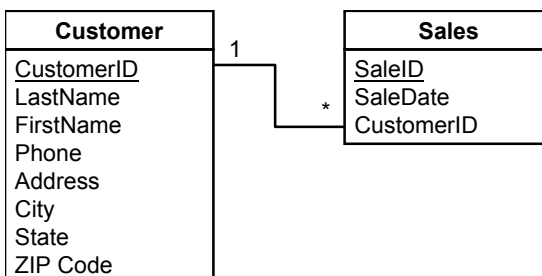 Customer
CustomerID
LastName
FirstName
Phone
Address
City
State
ZIP Code
1
*
Sales
SaleID
SaleDate
CustomerID